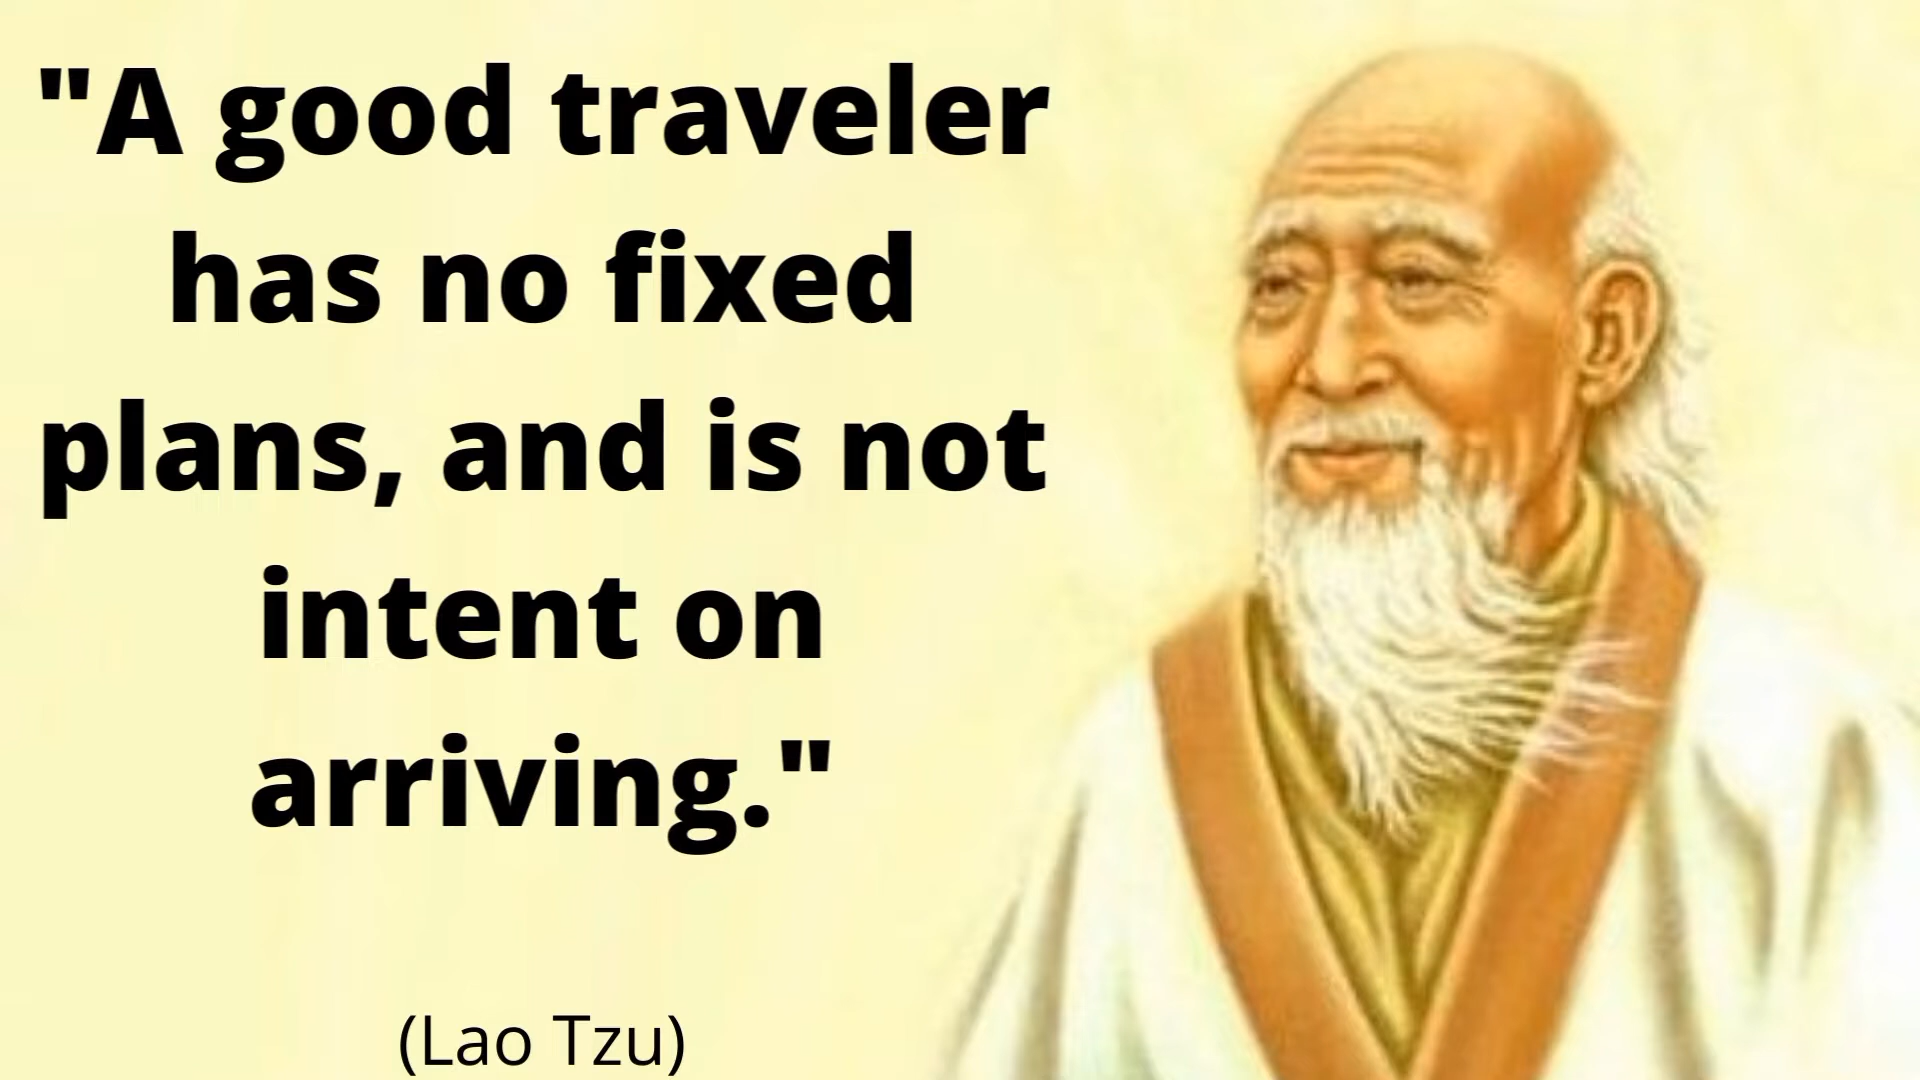 "A good traveler
has no fixed
plans, and is not
intent on
arriving."
(Lao Tzu)